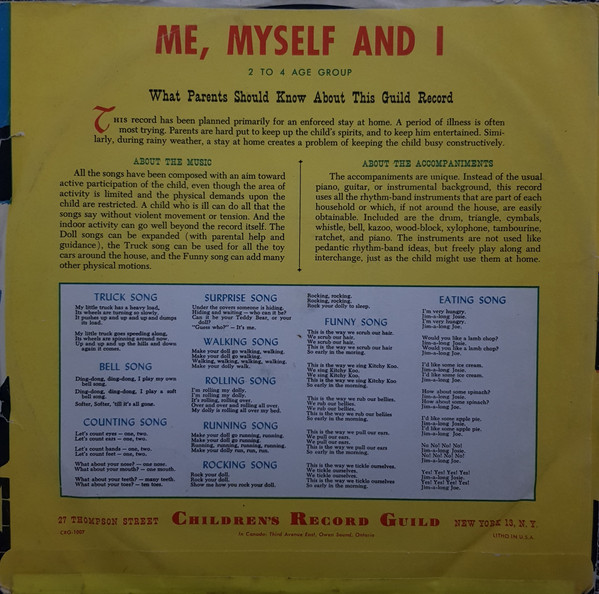 ME, MYSELF AND I
2 TO 4 AGE GROUP
What Parents Should Know About This Guild Record
THIS record has been planned primarily for an enforced stay at home. A period of illness is often
most trying. Parents are hard put to keep up the child's spirits, and to keep him entertained. Simi-
larly, during rainy weather, a stay at home creates a problem of keeping the child busy constructively.
ABOUT THE MUSIC
All the songs have been composed with an aim toward
active participation of the child, even though the area of
activity is limited and the physical demands upon the
child are restricted. A child who is ill can do all that the
songs say without violent movement or tension. And the
indoor activity can go well beyond the record itself. The
Doll songs can be expanded (with parental help and
guidance), the Truck song can be used for all the toy
cars around the house, and the Funny song can add many
other physical motions.
ABOUT THE ACCOMPANIMENTS
The accompaniments are unique. Instead of the usual
piano, guitar, or instrumental background, this record
uses all the rhythm-band instruments that are part of each
household or which, if not around the house, are easily
obtainable. Included are the drum, triangle, cymbals,
whistle, bell, kazoo, wood-block, xylophone, tambourine,
ratchet, and piano. The instruments are not used like
pedantic rhythm-band ideas, but freely play along and
interchange, just as the child might use them at home.
TRUCK SONG
My little truck has a heavy load,
Its wheels are turning so slowly.
It pushes up and up and up and dumps
its load.
My little truck goes speeding along,
Its wheels are spinning around now.
Up and up and up the hills and down
again it comes.
BELL SONG
Ding-dong, ding-dong, I play my own
bell song.
Ding-dong, ding-dong, I play a soft
bell song.
Softer, Softer, 'till it's all gone.
COUNTING SONG
Let's count eyes — one, two.
Let's count ears — one, two.
Let's count hands — one, two.
Let's count feet — one, two.
What about your nose? — one nose.
What about your mouth? — one mouth.
What about your teeth? — many teeth.
What about your toes? — ten toes.
SURPRISE SONG
Under the covers someone is hiding,
Hiding and waiting — who can it be?
Can it be your Teddy Bear, or your
doll?
"Guess who?" — It's me.
WALKING SONG
Make your doll go walking, walking.
Make your doll go walking.
Walking, walking, walking, walking,
Make your dolly walk.
ROLLING SONG
I'm rolling my dolly.
I'm rolling my dolly.
It's rolling, rolling over.
Over and over and rolling all over,
My dolly is rolling all over my bed.
RUNNING SONG
Make your doll go running, running.
Make your doll go running.
Running, running, running, running,
Make your dolly run, run, run.
ROCKING SONG
Rock your doll.
Rock your doll.
Show me how you rock your doll.
Rocking, rocking,
Rocking, rocking,
Rock your dolly to sleep.
FUNNY SONG
This is the way we scrub our hair.
We scrub our hair.
We scrub our hair.
This is the way we scrub our hair
So early in the morning.
This is the way we sing Kitchy Koo.
We sing Kitchy Koo.
We sing Kitchy Koo.
This is the way we sing Kitchy Koo
So early in the morning.
This is the way we rub our bellies.
We rub our bellies.
We rub our bellies.
This is the way we rub our bellies
So early in the morning.
This is the way we pull our ears.
We pull our ears.
We pull our ears.
This is the way we pull our ears
So early in the morning.
This is the way we tickle ourselves.
We tickle ourselves.
We tickle ourselves.
This is the way we tickle ourselves
So early in the morning.
EATING SONG
I'm very hungry.
Jim-a-long Josie.
I'm very hungry.
Jim-a-long Joe.
Would you like a lamb chop?
Jim-a-long Josie.
Would you like a lamb chop?
Jim-a-long Joe.
I'd like some ice cream.
Jim-a-long Josie.
I'd like some ice cream.
Jim-a-long Joe.
How about some spinach?
Jim-a-long Josie.
How about some spinach?
Jim-a-long Joe.
I'd like some apple pie.
Jim-a-long Josie.
I'd like some apple pie.
Jim-a-long Joe.
No No! No No!
Jim-a-long Josie.
No No! No No!
Jim-a-long Joe.
Yes! Yes! Yes! Yes!
Jim-a-long Josie.
Yes! Yes! Yes! Yes!
Jim-a-long Joe.
27 THOMPSON STREET CHILDREN'S RECORD GUILD NEW YORK 13, N. Y.
CRG-1007 In Canada: Third Avenue East, Owen Sound, Ontario LITHO IN U.S.A.